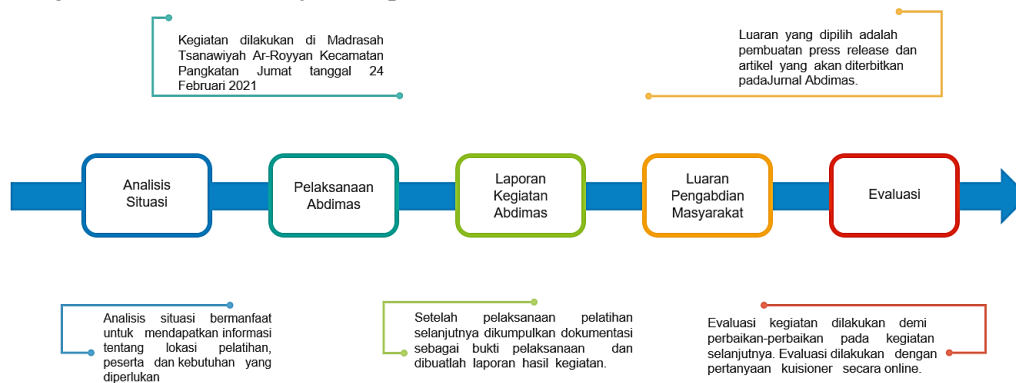 Kegiatan dilakukan di Madrasah
Tsanawiyah Ar-Royyan Kecamatan
Pangkatan Jumat tanggal 24
Februari 2021
Luaran yang dipilih adalah
pembuatan press release dan
artikel yang akan diterbitkan
padaJurnal Abdimas.
Analisis
Situasi
Pelaksanaan
Abdimas
Laporan
Kegiatan
Abdimas
Luaran
Pengabdian
Masyarakat
Evaluasi
Analisis situasi bermanfaat
untuk mendapatkan informasi
tentang lokasi pelatihan,
peserta dan kebutuhan yang
diperlukan
Setelah pelaksanaan pelatihan
selanjutnya dikumpulkan dokumentasi
sebagai bukti pelaksanaan dan
dibuatlah laporan hasil kegiatan.
Evaluasi kegiatan dilakukan demi
perbaikan-perbaikan pada kegiatan
selanjutnya. Evaluasi dilakukan dengan
pertanyaan kuisioner secara online.